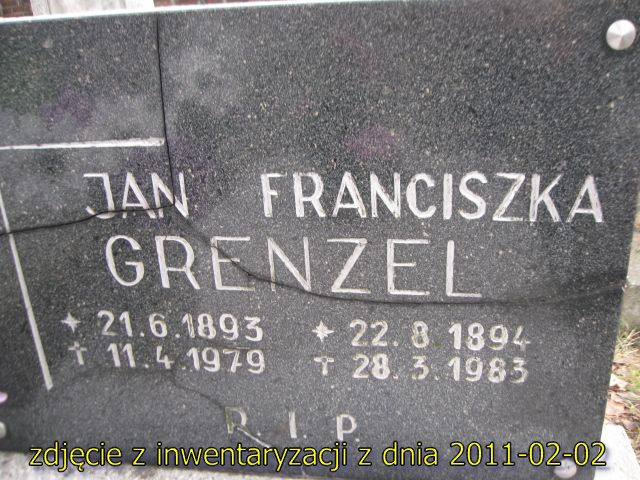 JAN FRANCISZKA
GRENZEL
* 21.6.1893 * 22.8.1894
† 11.4.1979 † 28.3.1983
R.I.P.
zdjęcie z inwentaryzacji z dnia 2011-02-02